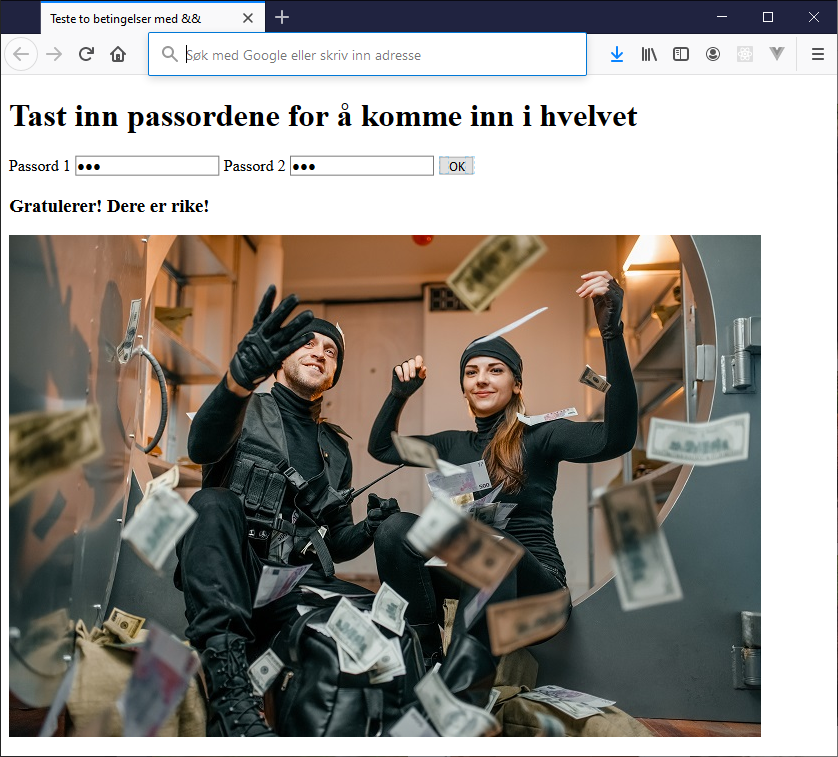 Teste to betingelser med &&
Søk med Google eller skriv inn adresse
Tast inn passordene for å komme inn i hvelvet
Passord 1 ●●● Passord 2 ●●● OK
Gratulerer! Dere er rike!
500